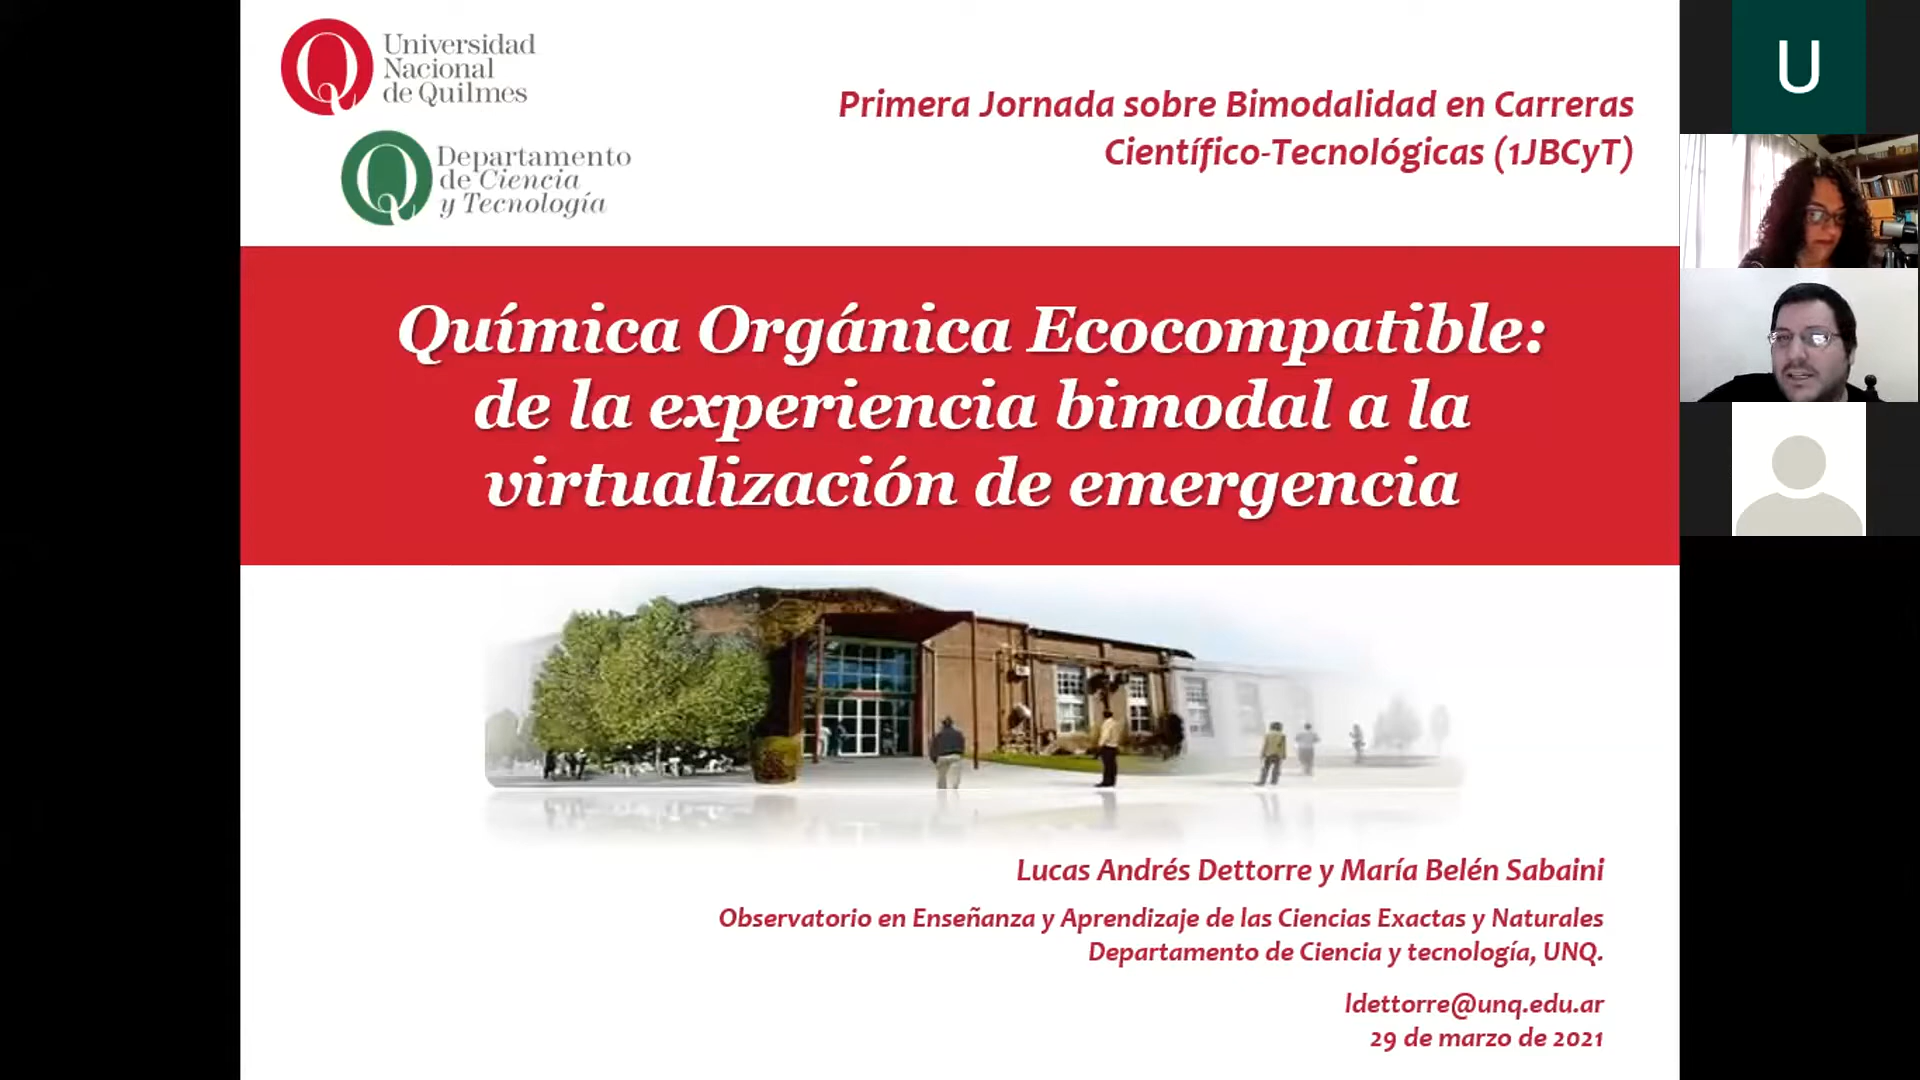 Universidad
Nacional
de Quilmes
Departamento
de Ciencia
y Tecnología
Primera Jornada sobre Bimodalidad en Carreras
Científico-Tecnológicas (1JBCyT)
Química Orgánica Ecocompatible:
de la experiencia bimodal a la
virtualización de emergencia
Lucas Andrés Dettorre y María Belén Sabaini
Observatorio en Enseñanza y Aprendizaje de las Ciencias Exactas y Naturales
Departamento de Ciencia y tecnología, UNQ.
ldettorre@unq.edu.ar
29 de marzo de 2021
U